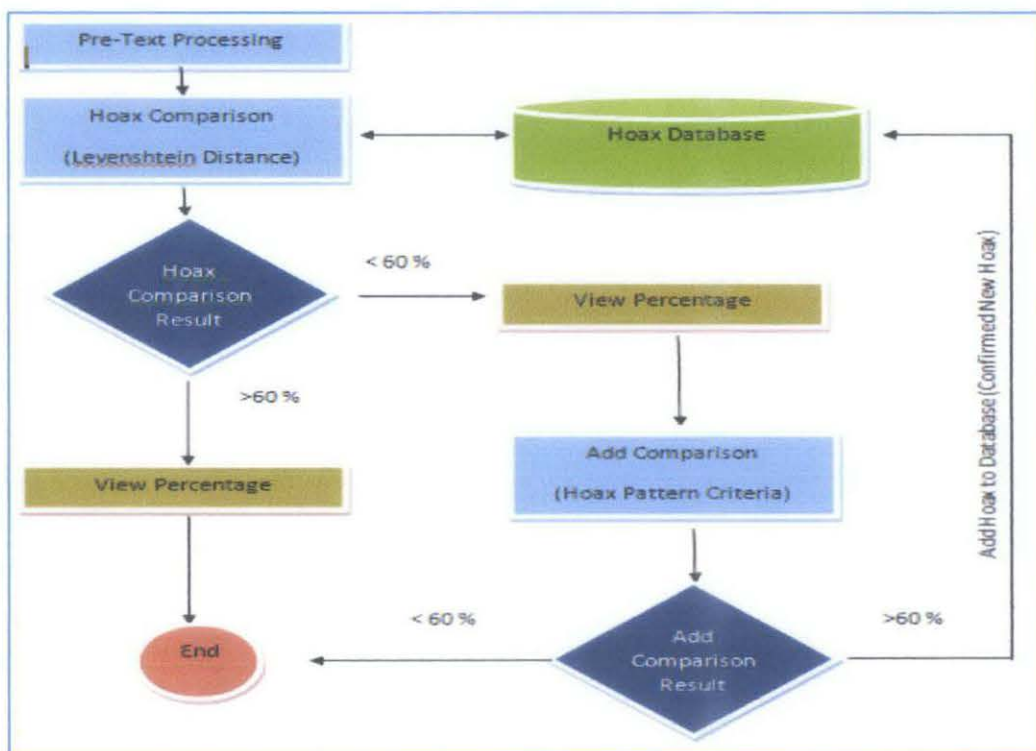 Pre-Text Processing
Hoax Comparison
(Levenshtein Distance)
Hoax Database
Hoax
Comparison
Result
< 60 %
View Percentage
>60 %
View Percentage
Add Comparison
(Hoax Pattern Criteria)
Add Hoax to Database (Confirmed New Hoax)
< 60 %
>60 %
End
Add
Comparison
Result